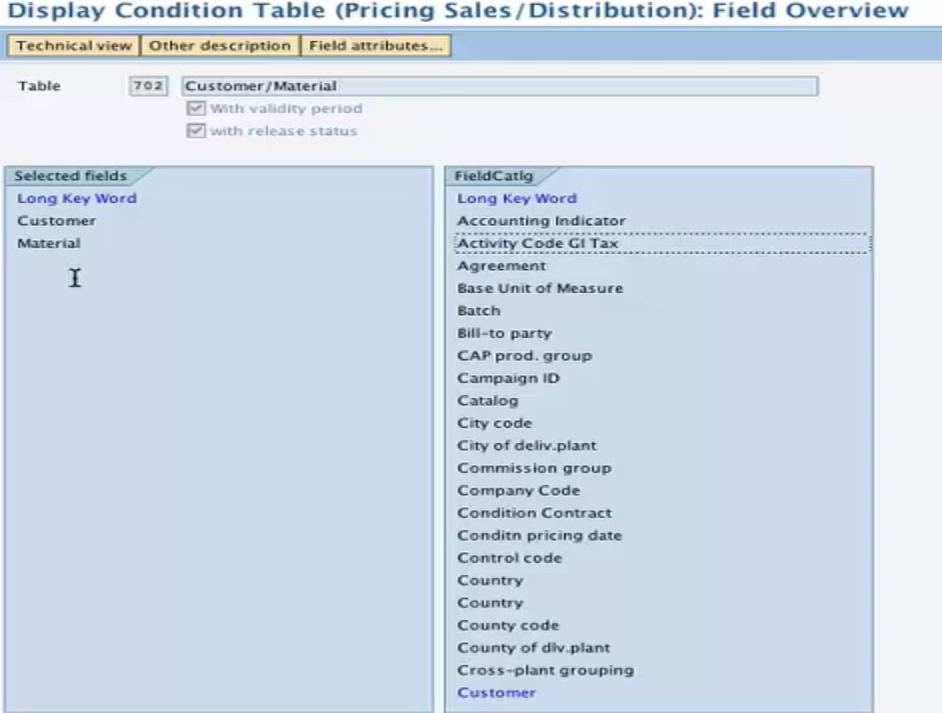 Display Condition Table (Pricing Sales/Distribution): Field Overview
Technical view Other description Field attributes...
Table 702 Customer/Material
With validity period
with release status
Selected fields
Long Key Word
Customer
Material
FieldCatlg
Long Key Word
Accounting Indicator
Activity Code GI Tax
Agreement
Base Unit of Measure
Batch
Bill-to party
CAP prod. group
Campaign ID
Catalog
City code
City of deliv.plant
Commission group
Company Code
Condition Contract
Conditn pricing date
Control code
Country
Country
County code
County of dlv.plant
Cross-plant grouping
Customer